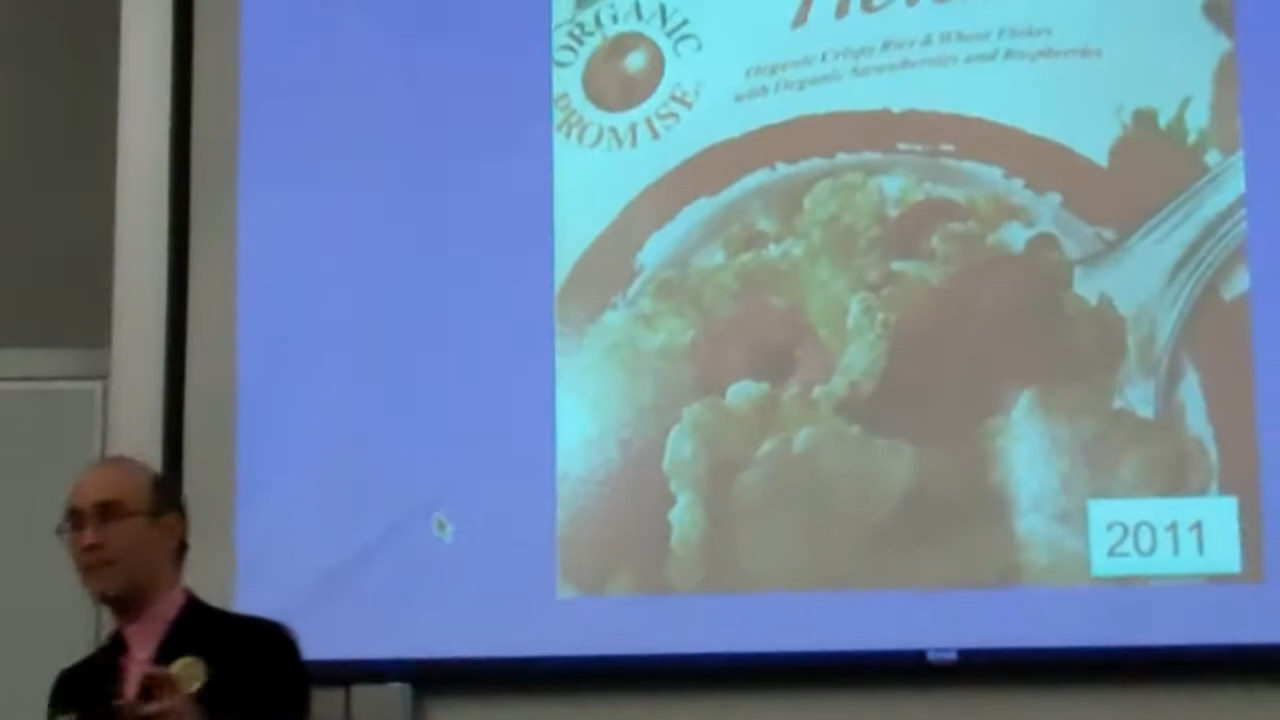 ORGANIC
PROMISE
Organic Crispy Rice & Wheat Flakes
with Organic Strawberries and Raspberries
2011